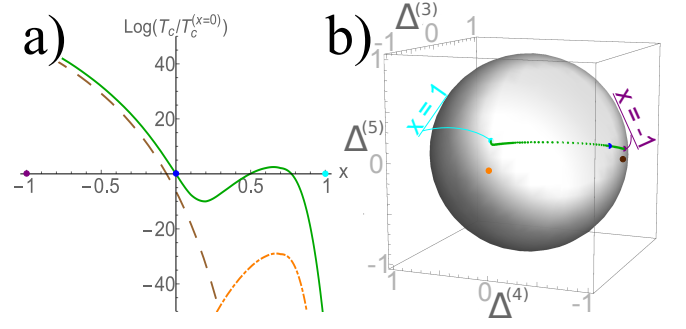 a)
Log(T_c/T_c^(x=0))
40
20
−20
−40
-1
−0.5
0.5
1
x
b)
Δ^(3)
-1
0
1
1
Δ^(5)
0
-1
1
0
-1
Δ^(4)
x = 1
x = -1